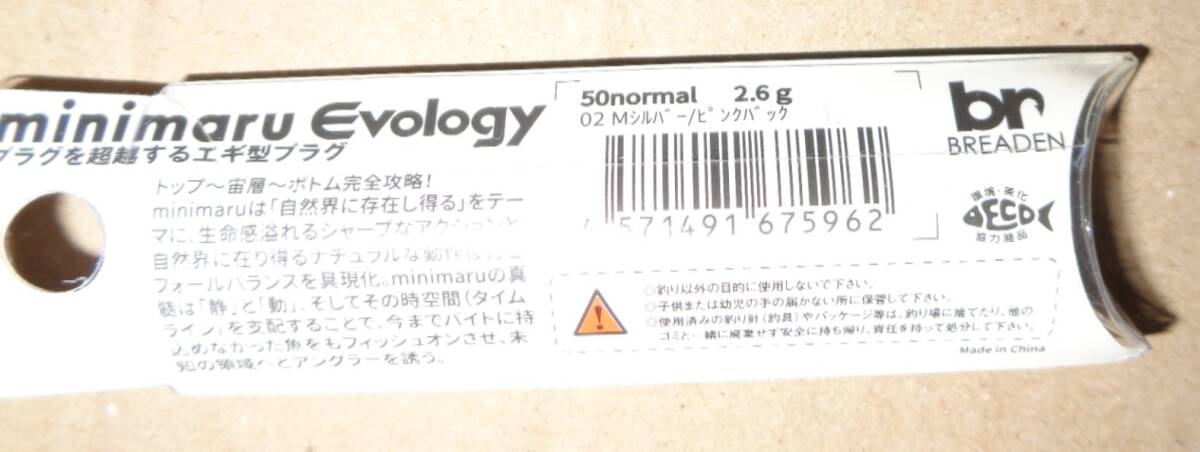 minimaru Evology
プラグを超越するエギ型プラグ
トップ～宙層～ボトム完全攻略!
minimaruは「自然界に存在し得る」をテー
マに、生命感溢れるシャープなアクションと
自然界に在り得るナチュラルな動作
フォールバランスを具現化。minimaruの真
髄は「静」と「動」、そしてその時空間(タイム
ライン)を支配することで、今までバイトに持
込めなかった魚をもフィッシュオンさせ、未
知の領域へとアングラーを誘う。
50normal 2.6g
02 Mシルバー/ピンクバック
4 571491 675962
br
BREADEN
環境・美化
ECO
協力商品
○釣り以外の目的に使用しないで下さい。
○子供または幼児の手の届かない所に保管して下さい。
○使用済みの釣り針(釣具)やパッケージ等は、釣り場に捨てたり、他の
ゴミと一緒に廃棄せず安全に持ち帰り、責任を持って処分して下さい。
Made in China